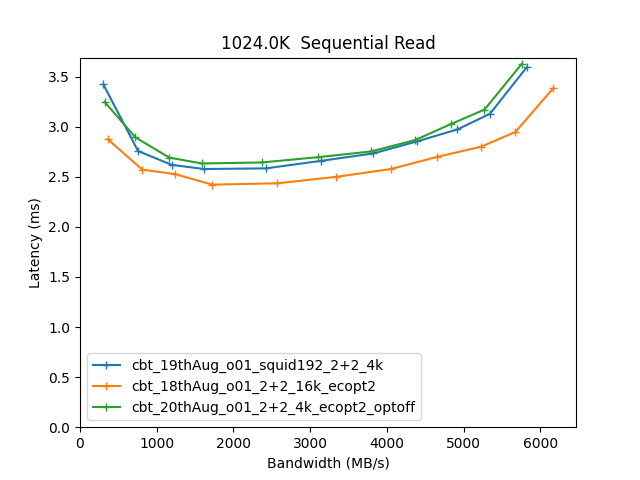 1024.0K  Sequential Read
Latency (ms)
3.5
3.0
2.5
2.0
1.5
1.0
0.5
0.0
cbt_19thAug_o01_squid192_2+2_4k
cbt_18thAug_o01_2+2_16k_ecopt2
cbt_20thAug_o01_2+2_4k_ecopt2_optoff
0 1000 2000 3000 4000 5000 6000
Bandwidth (MB/s)